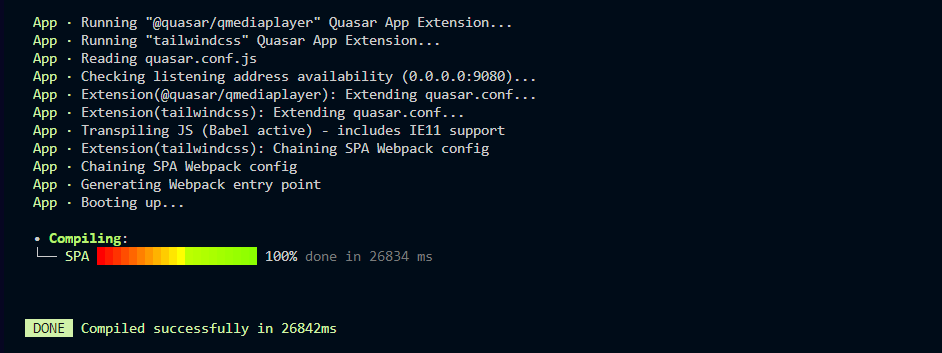 App · Running "@quasar/qmediaplayer" Quasar App Extension...
App · Running "tailwindcss" Quasar App Extension...
App · Reading quasar.conf.js
App · Checking listening address availability (0.0.0.0:9080)...
App · Extension(@quasar/qmediaplayer): Extending quasar.conf...
App · Extension(tailwindcss): Extending quasar.conf...
App · Transpiling JS (Babel active) - includes IE11 support
App · Extension(tailwindcss): Chaining SPA Webpack config
App · Chaining SPA Webpack config
App · Generating Webpack entry point
App · Booting up...
• Compiling:
└── SPA 100% done in 26834 ms
DONE Compiled successfully in 26842ms